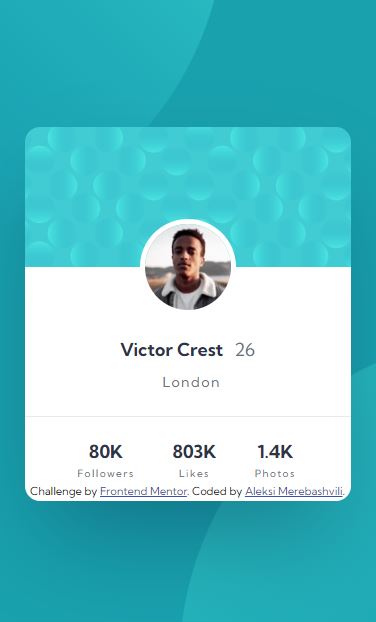 Victor Crest 26
London
80K 803K 1.4K
Followers Likes Photos
Challenge by Frontend Mentor. Coded by Aleksi Merebashvili.